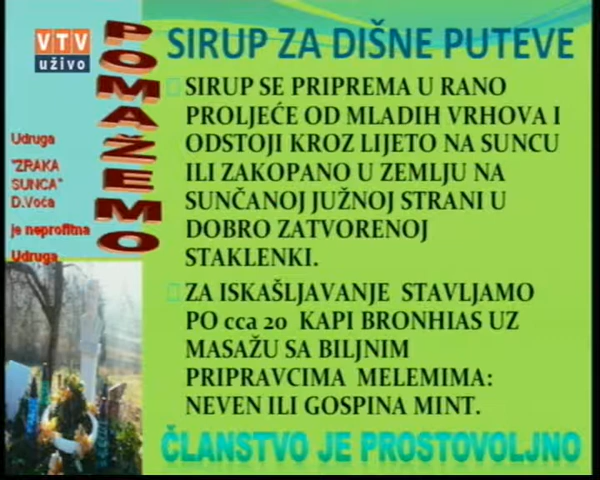 VTV
uživo
POMAŽEMO
Udruga
"ZRAKA
SUNCA"
D.Voća
je neprofitna
Udruga
SIRUP ZA DIŠNE PUTEVE
SIRUP SE PRIPREMA U RANO
PROLJEĆE OD MLADIH VRHOVA I
ODSTOJI KROZ LIJETO NA SUNCU
ILI ZAKOPANO U ZEMLJU NA
SUNČANOJ JUŽNOJ STRANI U
DOBRO ZATVORENOJ
STAKLENKI.
ZA ISKAŠLJAVANJE STAVLJAMO
PO cca 20 KAPI BRONHIAS UZ
MASAŽU SA BILJNIM
PRIPRAVCIMA MELEMIMA:
NEVEN ILI GOSPINA MINT.
ČLANSTVO JE PROSTOVOLJNO